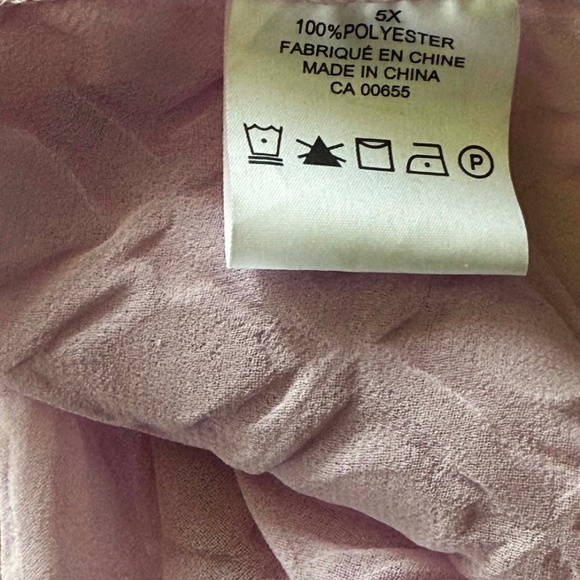 5X
100%POLYESTER
FABRIQUÉ EN CHINE
MADE IN CHINA
CA 00655
P